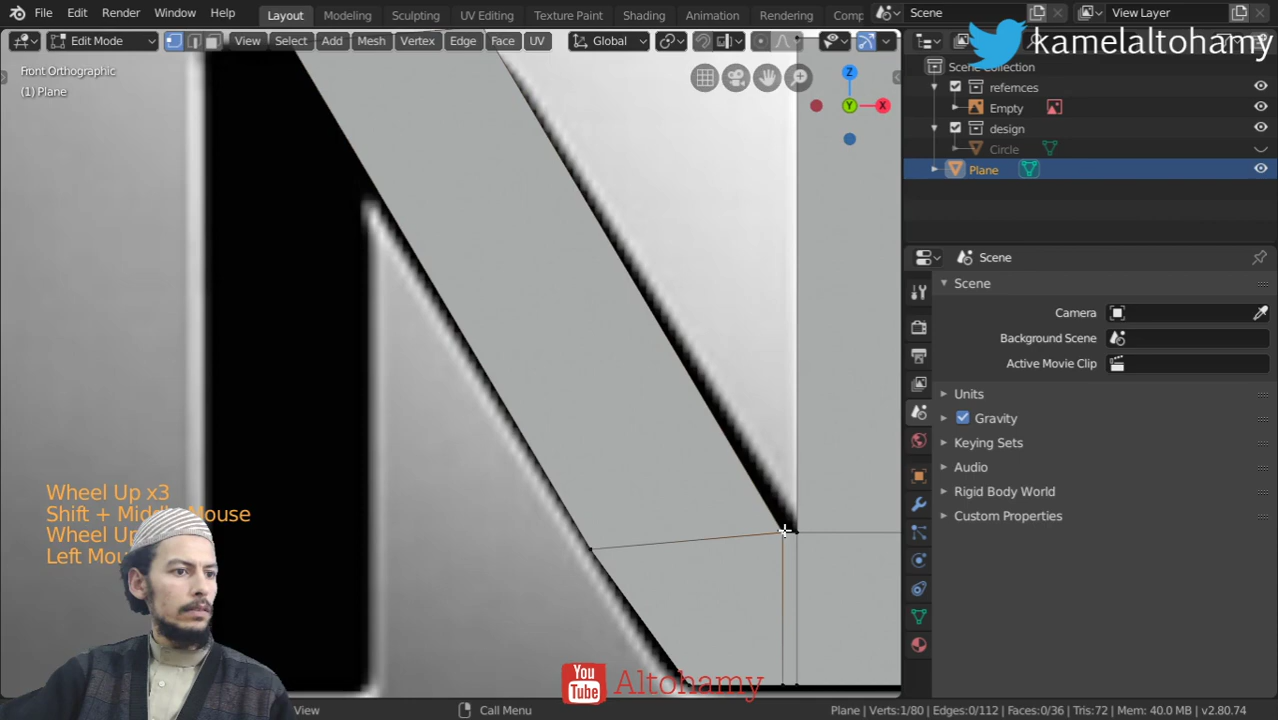 File Edit Render Window Help Layout Modeling Sculpting UV Editing Texture Paint Shading Animation Rendering Comp Scene View Layer
Edit Mode View Select Add Mesh Vertex Edge Face UV Global
kamelaltohamy
Front Orthographic
(1) Plane
Z
Y X
Scene Collection
refernces
Empty
design
Circle
Plane
Scene
Scene
Camera
Background Scene
Active Movie Clip
Units
Gravity
Keying Sets
Audio
Rigid Body World
Custom Properties
Wheel Up x3
Shift + Middle Mouse
Wheel Up
Left Mou
You Tube Altohamy
View Call Menu Plane | Verts:1/80 | Edges:0/112 | Faces:0/36 | Tris:72 | Mem: 40.0 MB | v2.80.74